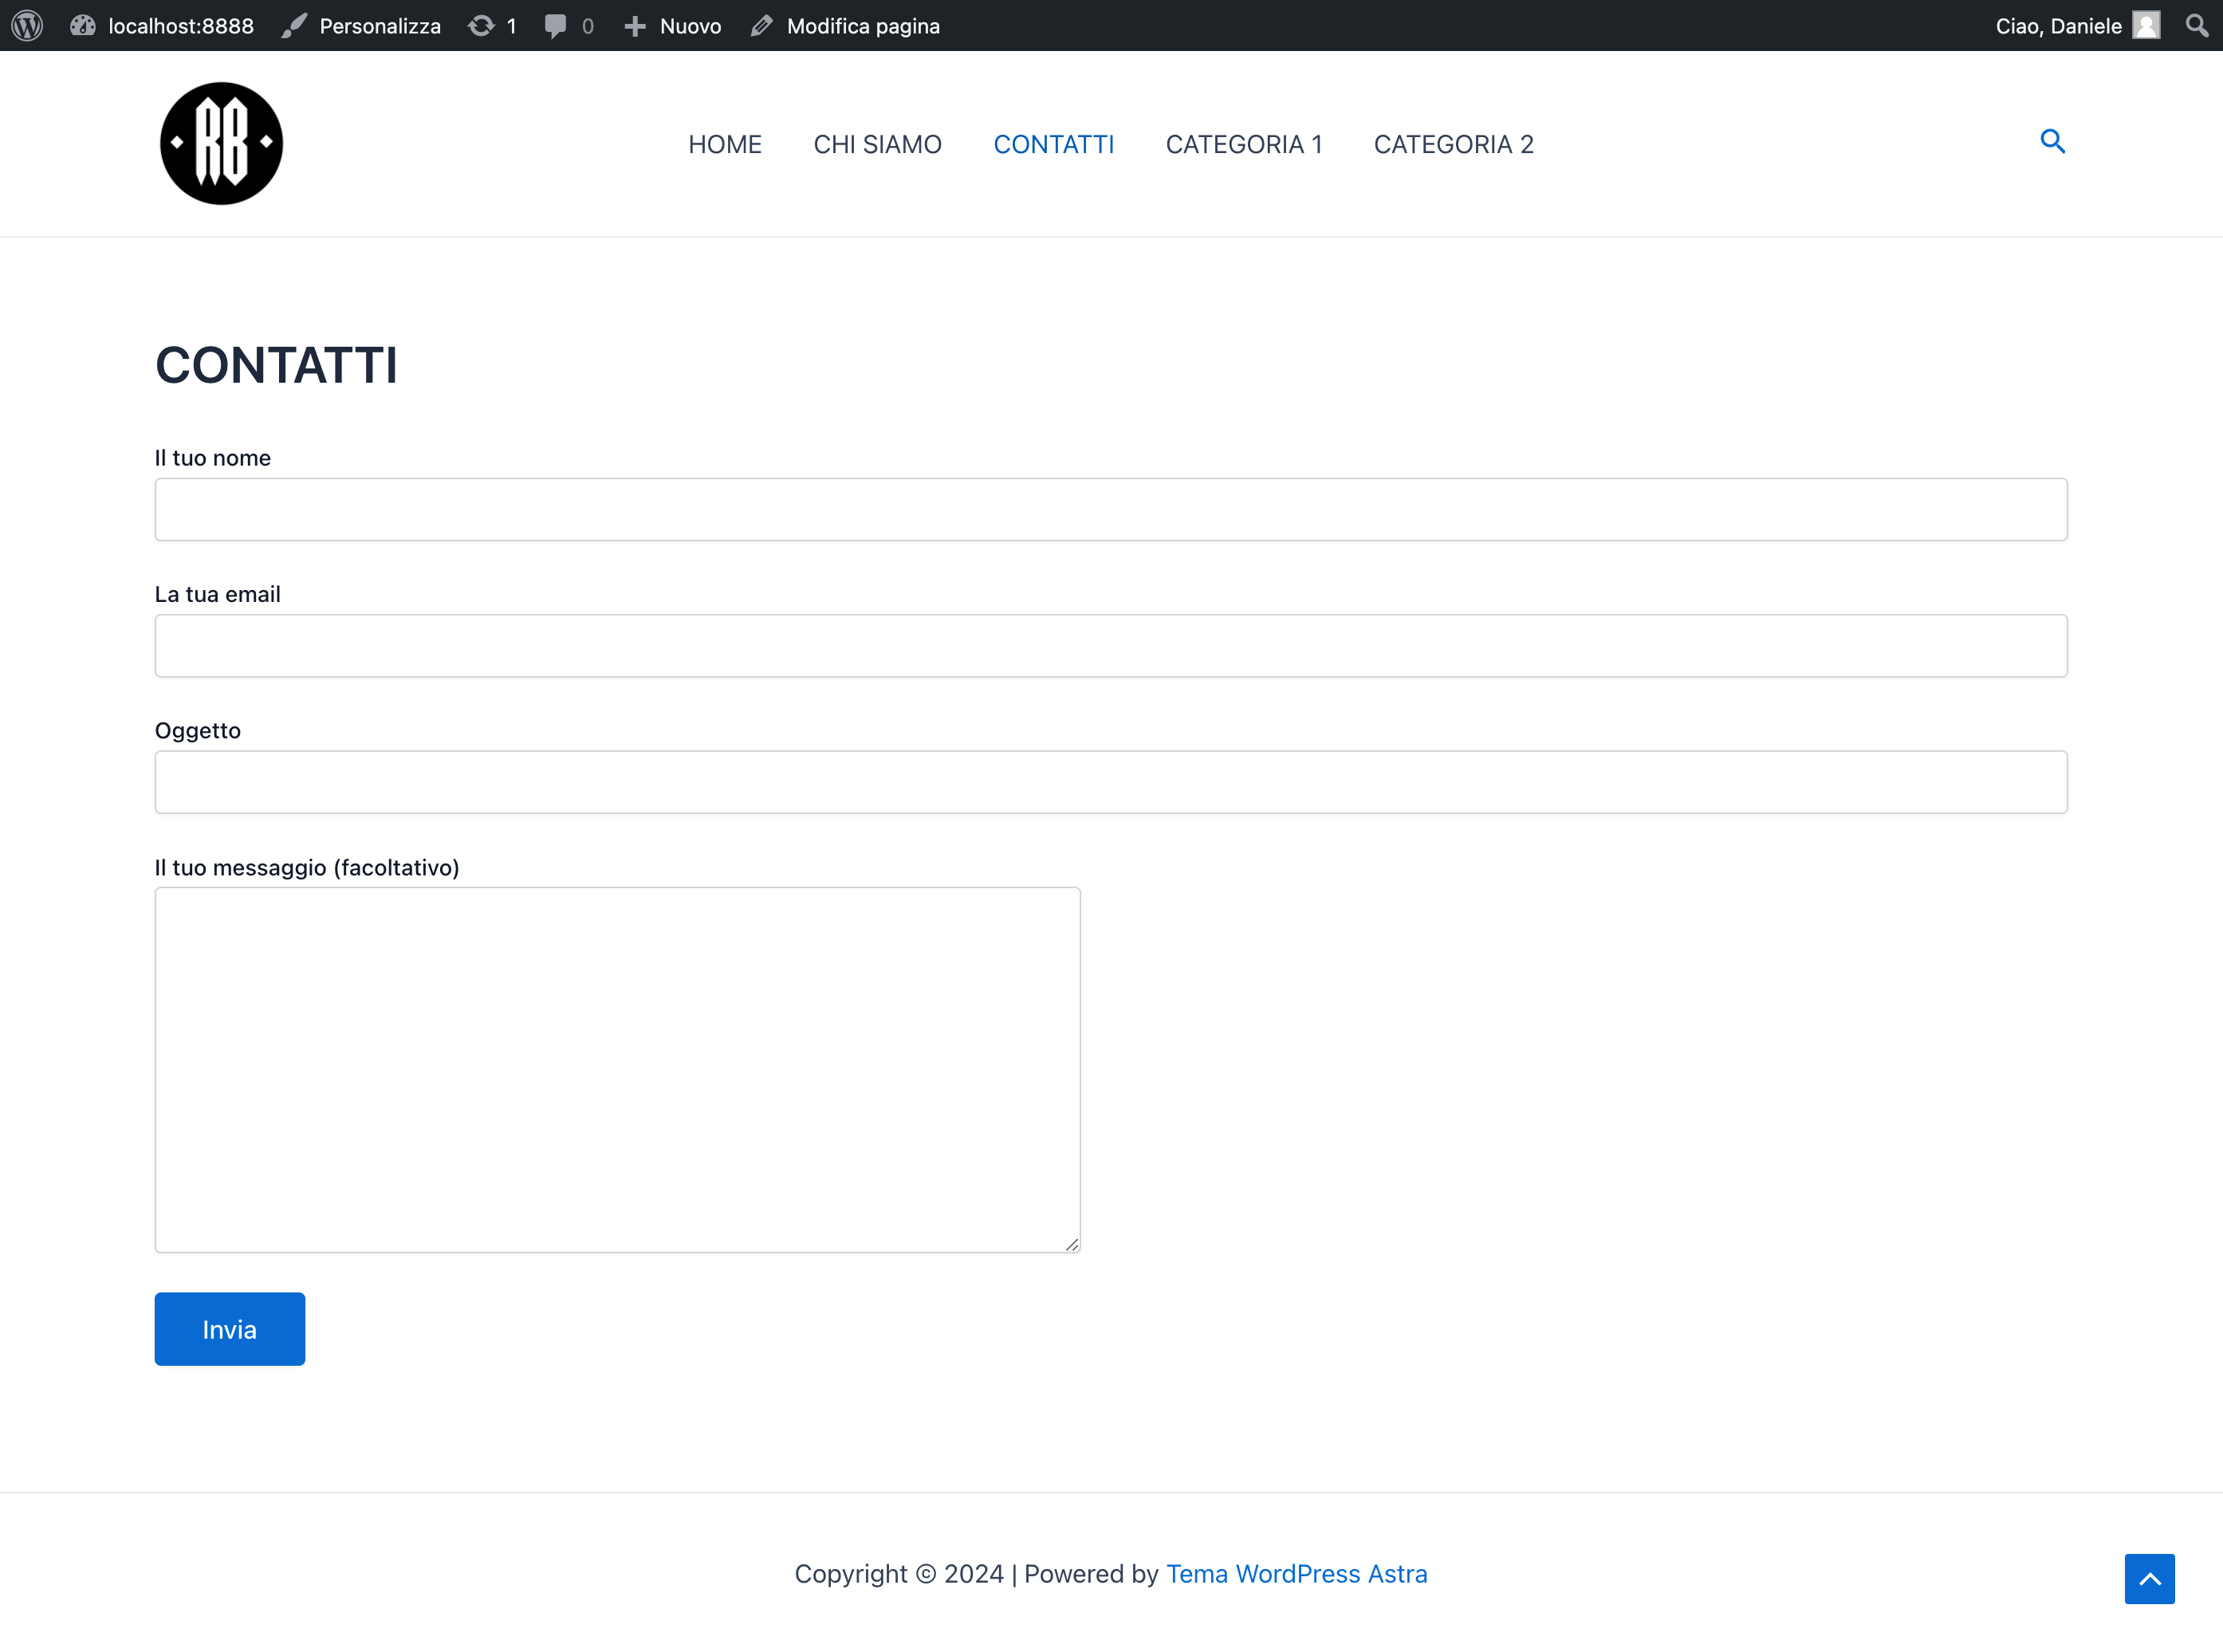 localhost:8888 Personalizza 1 0 Nuovo Modifica pagina Ciao, Daniele
RB
HOME CHI SIAMO CONTATTI CATEGORIA 1 CATEGORIA 2
CONTATTI
Il tuo nome
La tua email
Oggetto
Il tuo messaggio (facoltativo)
Invia
Copyright © 2024 | Powered by Tema WordPress Astra